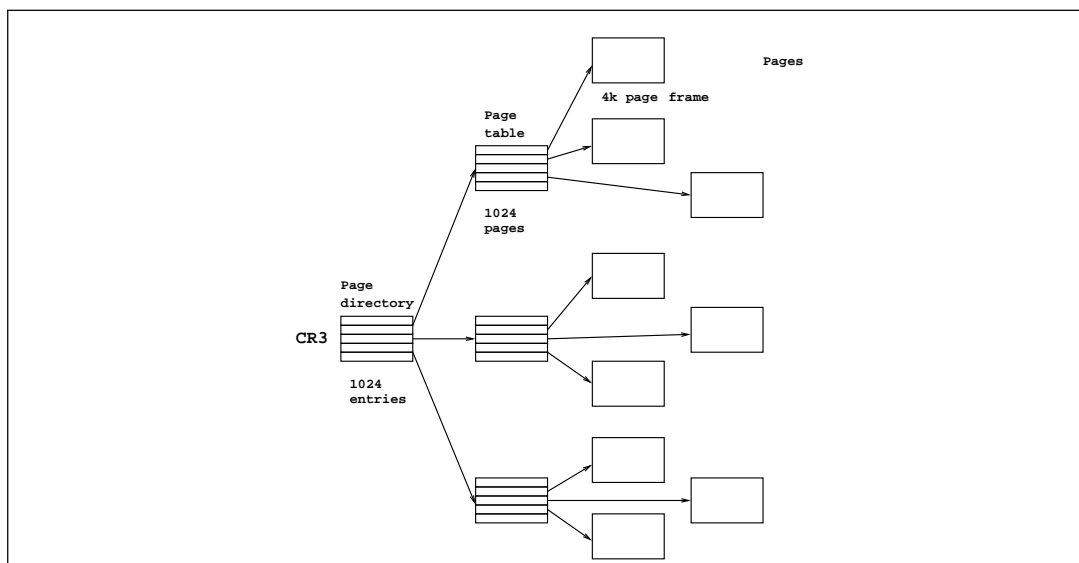 Pages
4k page frame
Page
table
1024
pages
Page
directory
CR3
1024
entries